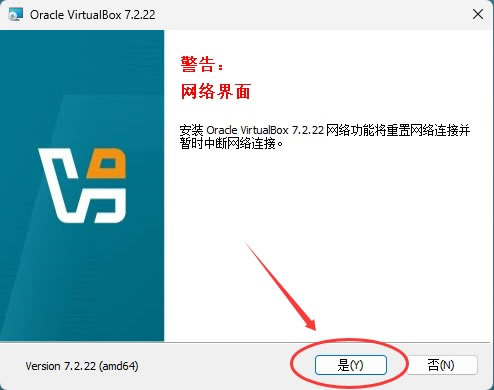 Oracle VirtualBox 7.2.22
警告：
网络界面
安装 Oracle VirtualBox 7.2.22 网络功能将重置网络连接并
暂时中断网络连接。
Version 7.2.22 (amd64)
是(Y)
否(N)